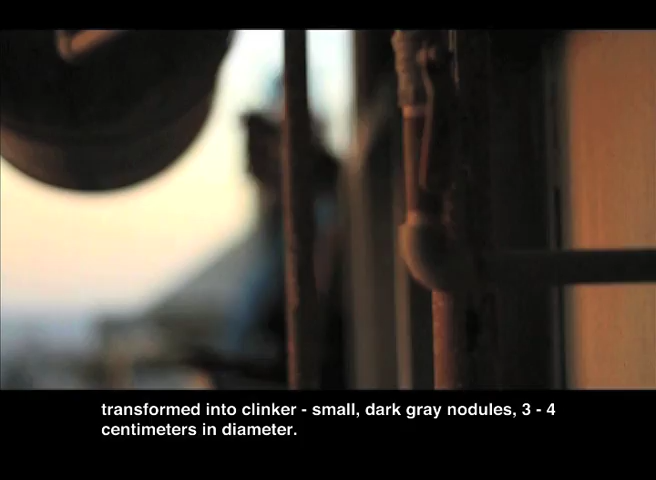 transformed into clinker - small, dark gray nodules, 3 - 4
centimeters in diameter.